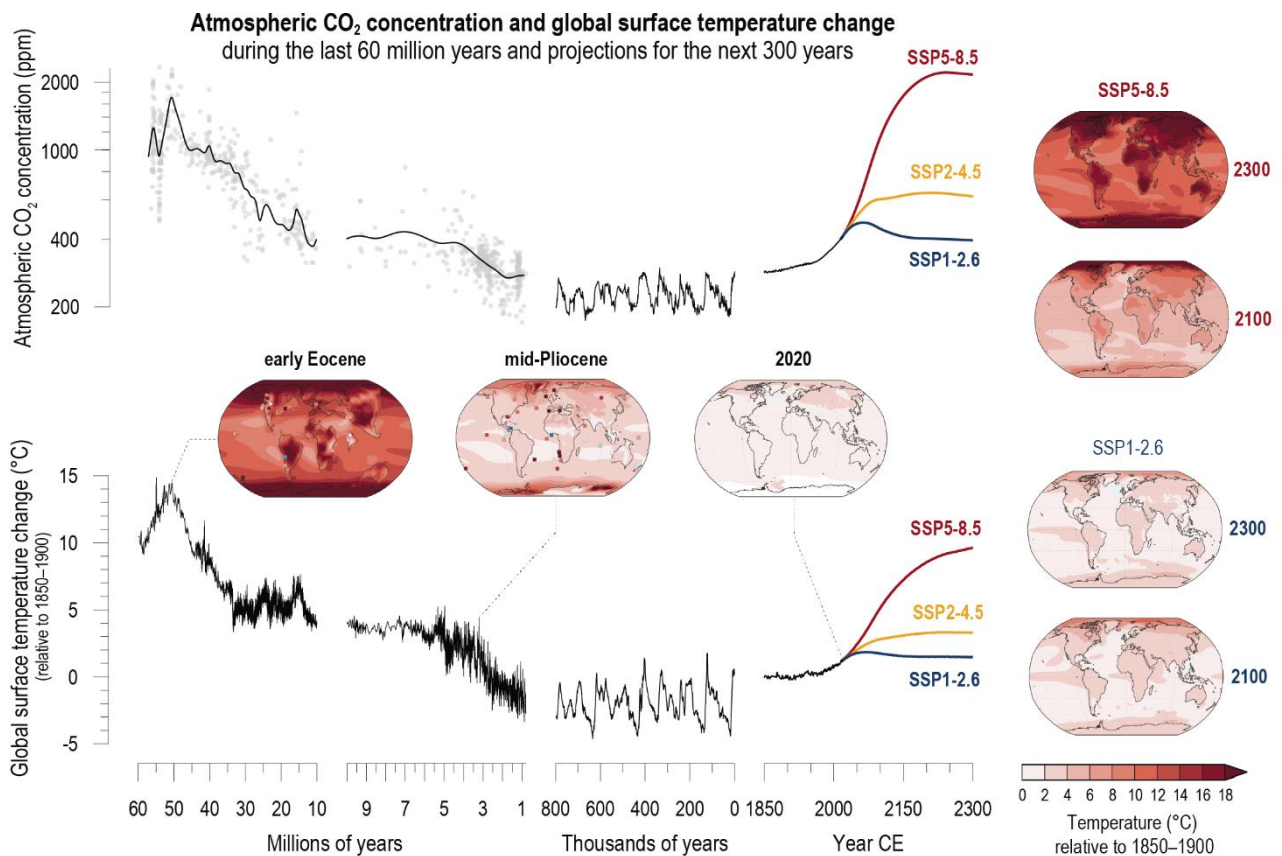 Atmospheric CO₂ concentration and global surface temperature change
during the last 60 million years and projections for the next 300 years
Atmospheric CO₂ concentration (ppm)
2000
1000
400
200
SSP5-8.5
SSP2-4.5
SSP1-2.6
SSP5-8.5
2300
2100
early Eocene
mid-Pliocene
2020
Global surface temperature change (°C)
(relative to 1850–1900)
15
10
5
0
-5
SSP5-8.5
SSP2-4.5
SSP1-2.6
SSP1-2.6
2300
2100
60 50 40 30 20 10
9 7 5 3 1
800 600 400 200 0
1850 2000 2150 2300
Millions of years
Thousands of years
Year CE
0 2 4 6 8 10 12 14 16 18
Temperature (°C)
relative to 1850–1900